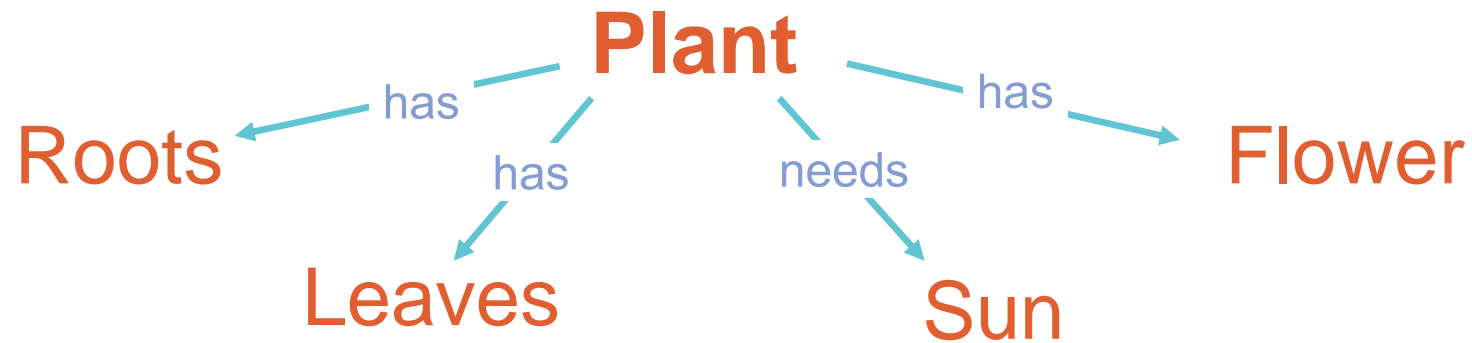 Plant
has
has
Roots
Flower
has
needs
Leaves
Sun